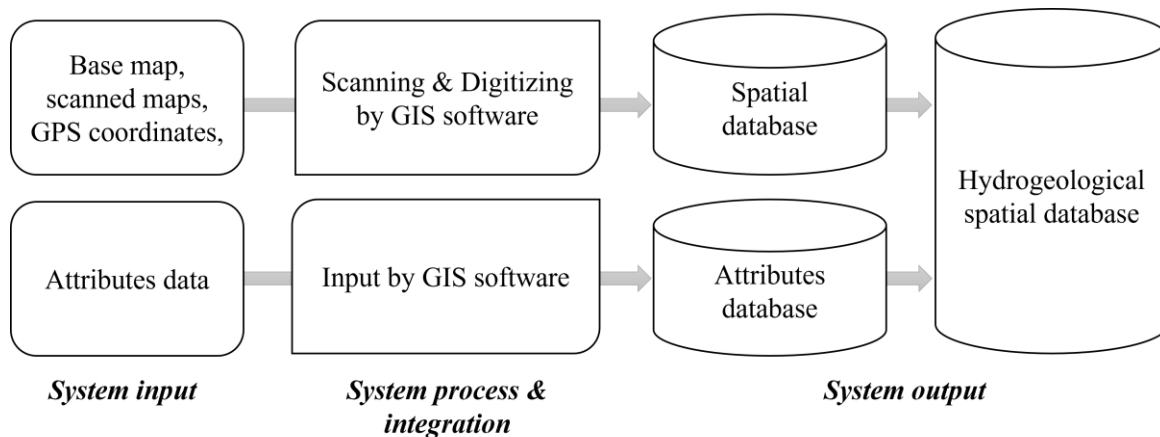 Base map,
scanned maps,
GPS coordinates,
Scanning & Digitizing
by GIS software
Spatial
database
Hydrogeological
spatial database
Attributes data
Input by GIS software
Attributes
database
System input
System process &
integration
System output